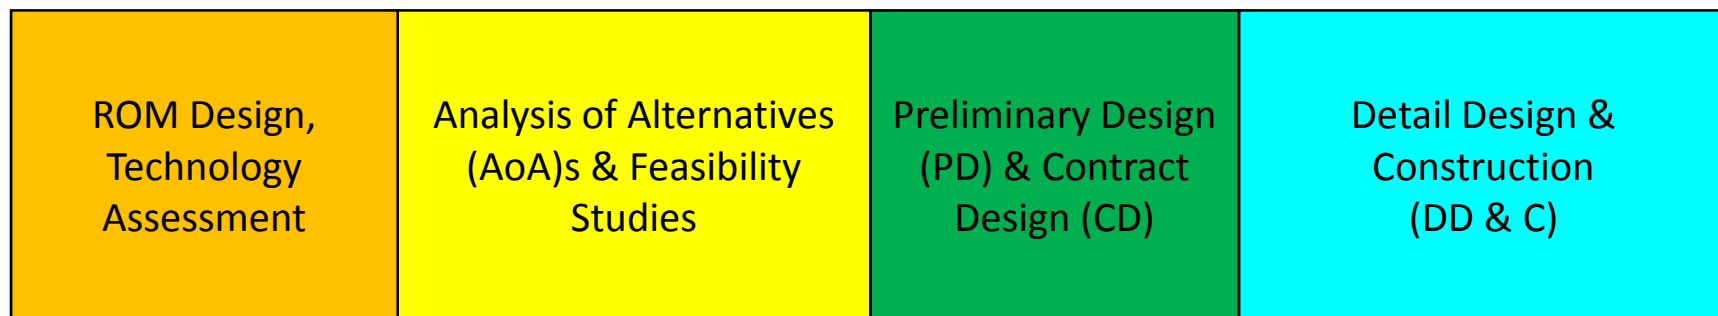 ROM Design,
Technology
Assessment
Analysis of Alternatives
(AoA)s & Feasibility
Studies
Preliminary Design
(PD) & Contract
Design (CD)
Detail Design &
Construction
(DD & C)